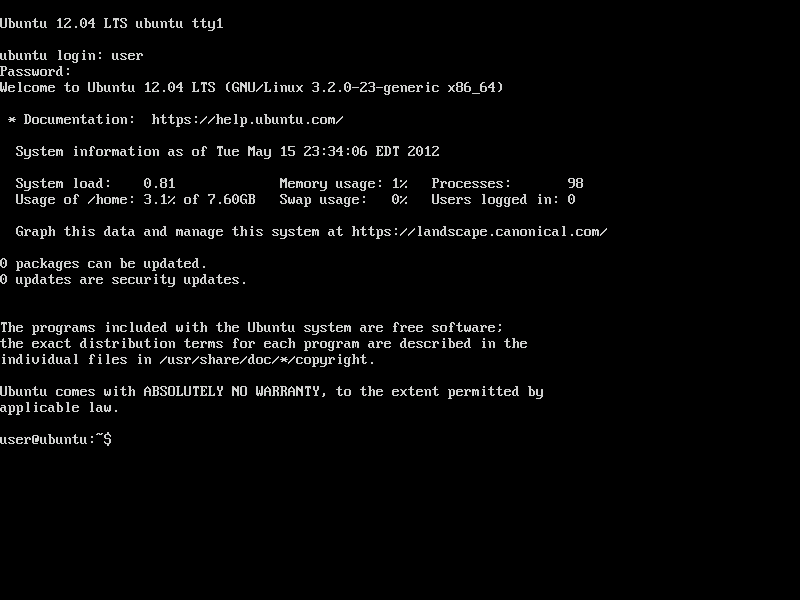 Ubuntu 12.04 LTS ubuntu tty1
ubuntu login: user
Password:
Welcome to Ubuntu 12.04 LTS (GNU/Linux 3.2.0-23-generic x86_64)
* Documentation:  https://help.ubuntu.com/
System information as of Tue May 15 23:34:06 EDT 2012
System load:    0.81             Memory usage: 1%   Processes:       98
Usage of /home: 3.1% of 7.60GB   Swap usage:   0%   Users logged in: 0
Graph this data and manage this system at https://landscape.canonical.com/
0 packages can be updated.
0 updates are security updates.
The programs included with the Ubuntu system are free software;
the exact distribution terms for each program are described in the
individual files in /usr/share/doc/*/copyright.
Ubuntu comes with ABSOLUTELY NO WARRANTY, to the extent permitted by
applicable law.
user@ubuntu:~$